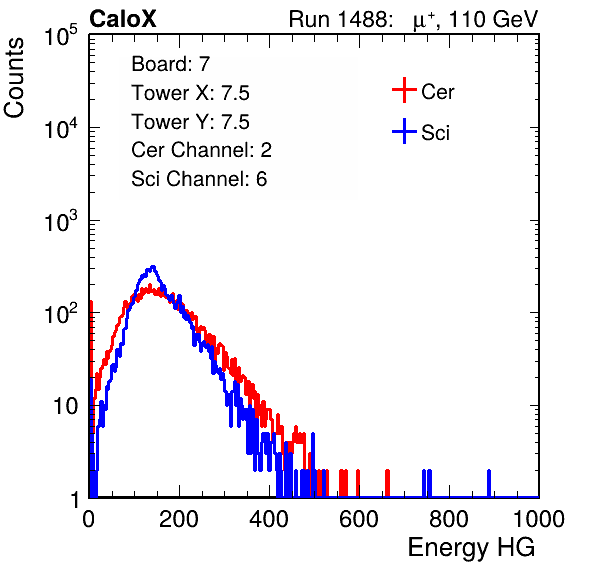 CaloX Run 1488: μ⁺, 110 GeV
Counts
Board: 7
Tower X: 7.5
Tower Y: 7.5
Cer Channel: 2
Sci Channel: 6
Cer
Sci
10⁵
10⁴
10³
10²
10
1
0 200 400 600 800 1000
Energy HG